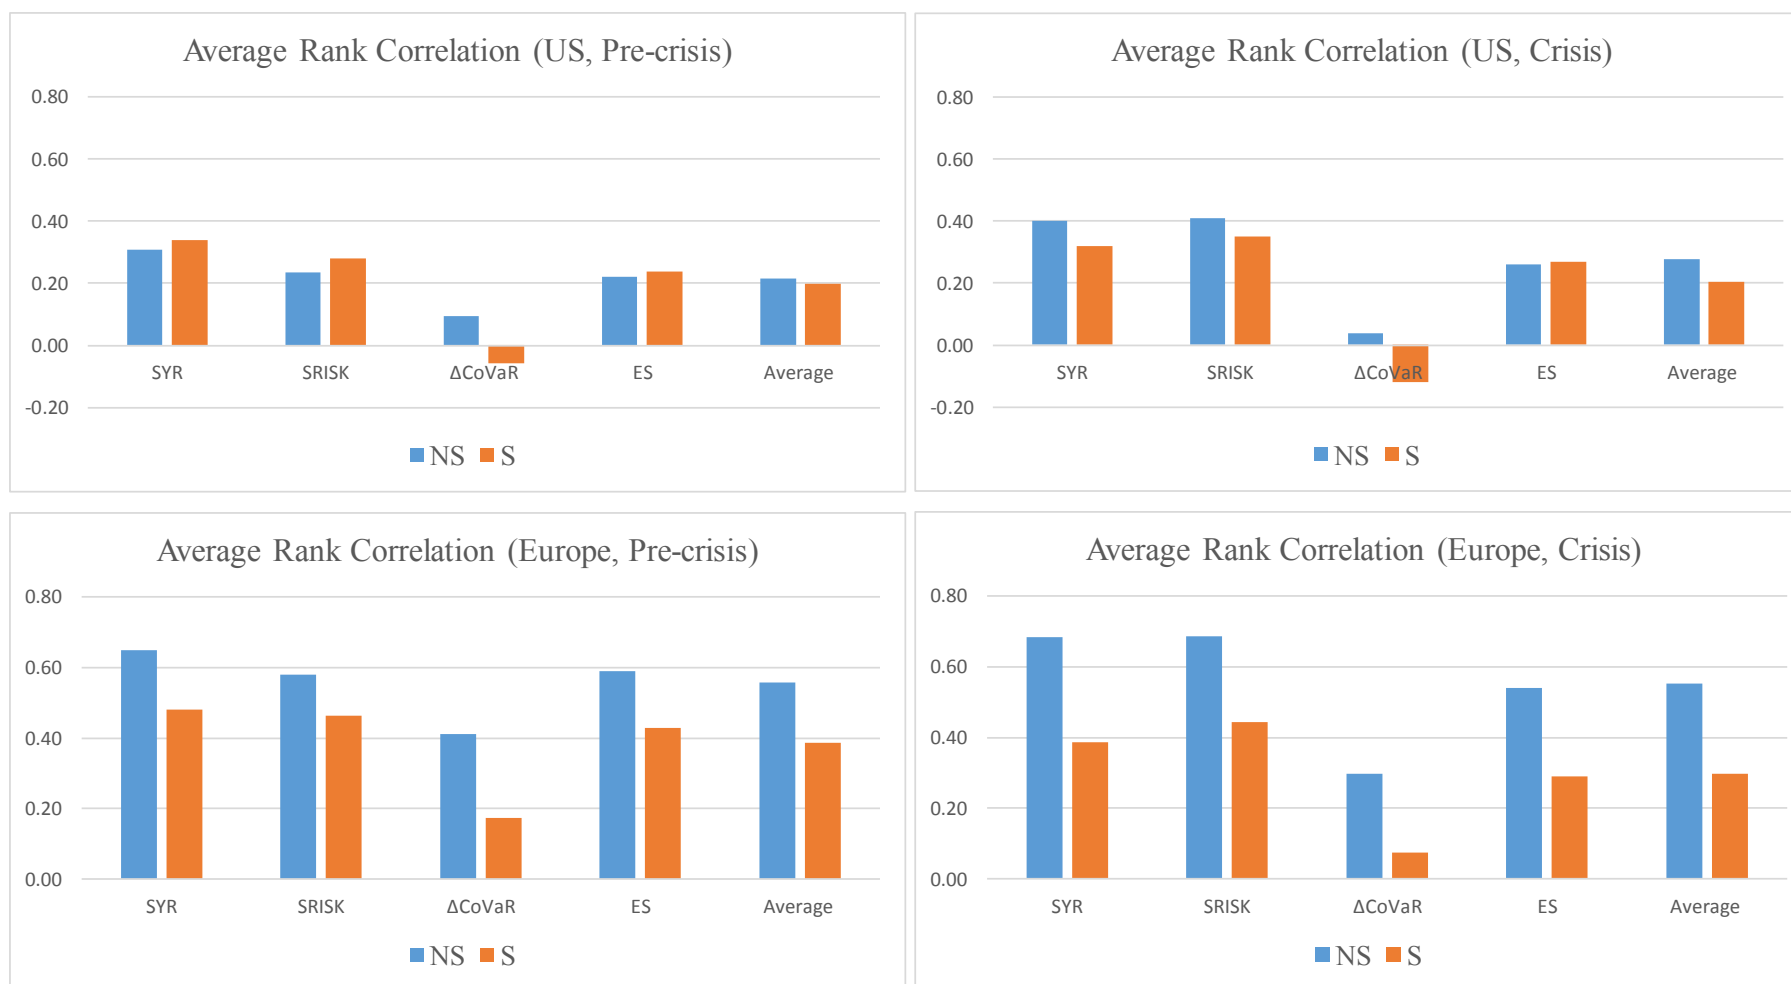 Average Rank Correlation (US, Pre-crisis)
0.80
0.60
0.40
0.20
0.00
-0.20
SYR SRISK ΔCoVaR ES Average
NS S
Average Rank Correlation (US, Crisis)
0.80
0.60
0.40
0.20
0.00
-0.20
SYR SRISK ΔCoVaR ES Average
NS S
Average Rank Correlation (Europe, Pre-crisis)
0.80
0.60
0.40
0.20
0.00
SYR SRISK ΔCoVaR ES Average
NS S
Average Rank Correlation (Europe, Crisis)
0.80
0.60
0.40
0.20
0.00
SYR SRISK ΔCoVaR ES Average
NS S